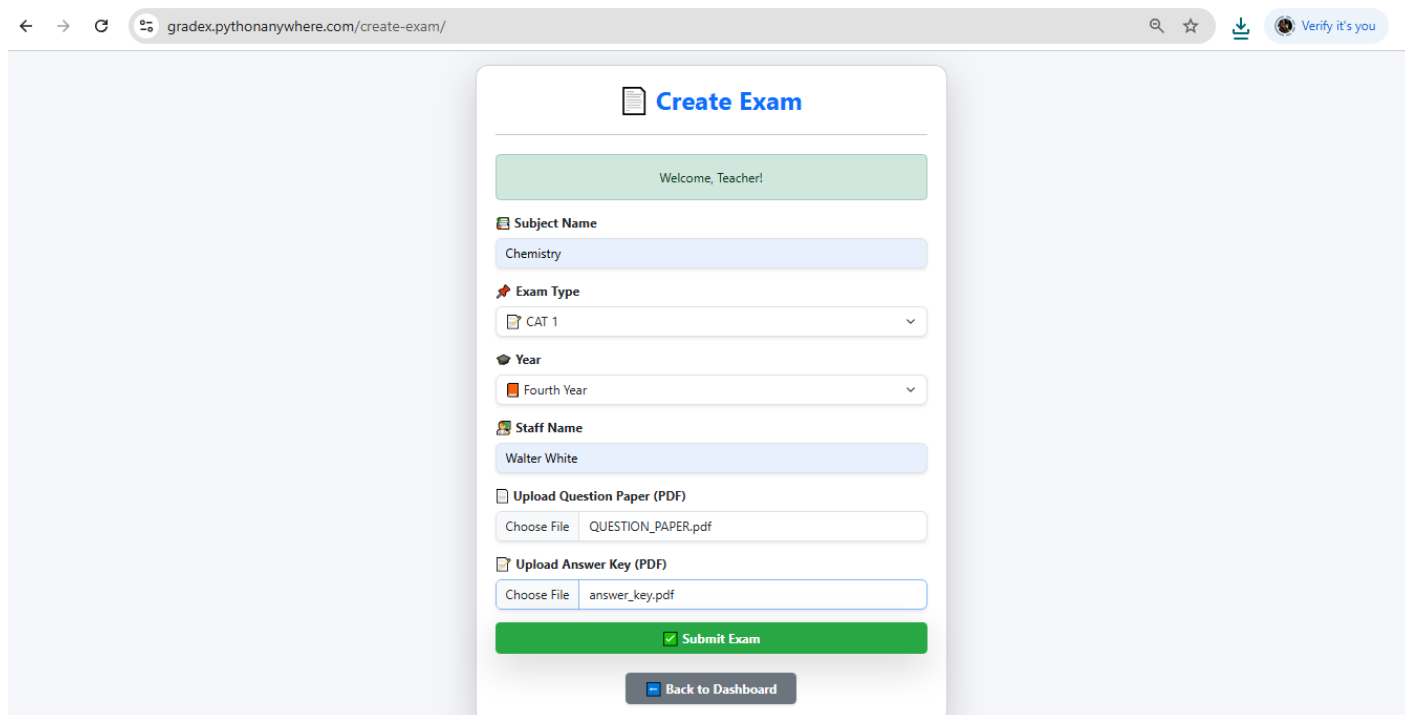 gradex.pythonanywhere.com/create-exam/
Verify it's you
Create Exam
Welcome, Teacher!
Subject Name
Chemistry
Exam Type
CAT 1
Year
Fourth Year
Staff Name
Walter White
Upload Question Paper (PDF)
Choose File QUESTION_PAPER.pdf
Upload Answer Key (PDF)
Choose File answer_key.pdf
Submit Exam
Back to Dashboard